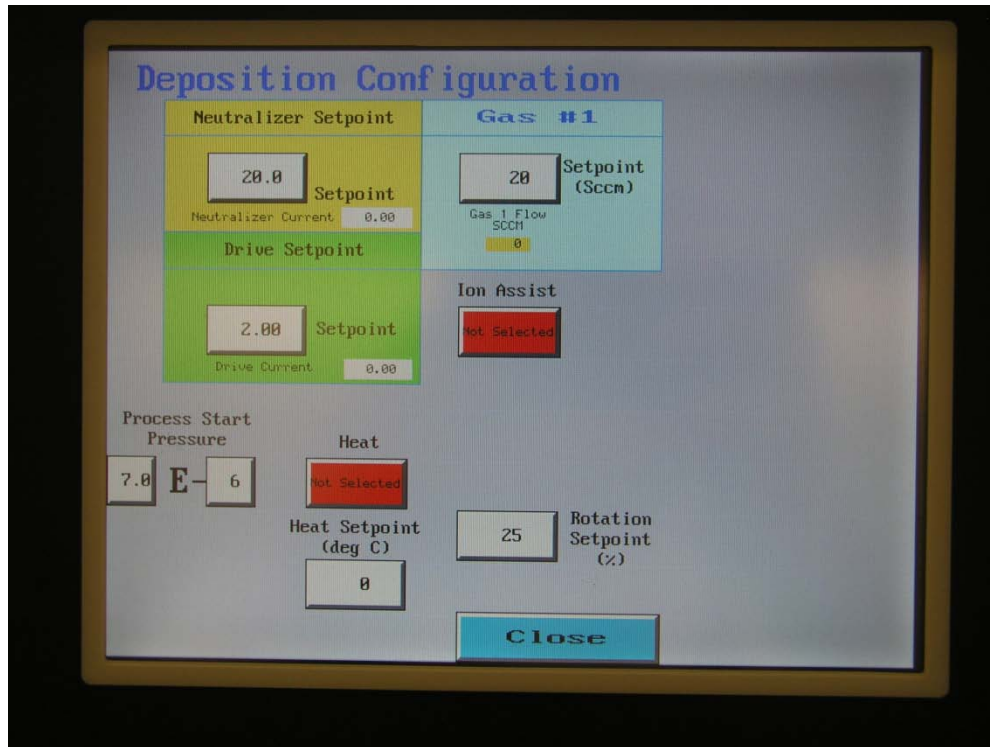 Deposition Configuration
Neutralizer Setpoint
20.0
Setpoint
Neutralizer Current 0.00
Gas #1
20
Setpoint
(Sccm)
Gas 1 Flow
SCCM
0
Drive Setpoint
2.00
Setpoint
Drive Current 0.00
Ion Assist
Not Selected
Process Start
Pressure
7.0 E- 6
Heat
Not Selected
Heat Setpoint
(deg C)
0
25
Rotation
Setpoint
(%)
Close